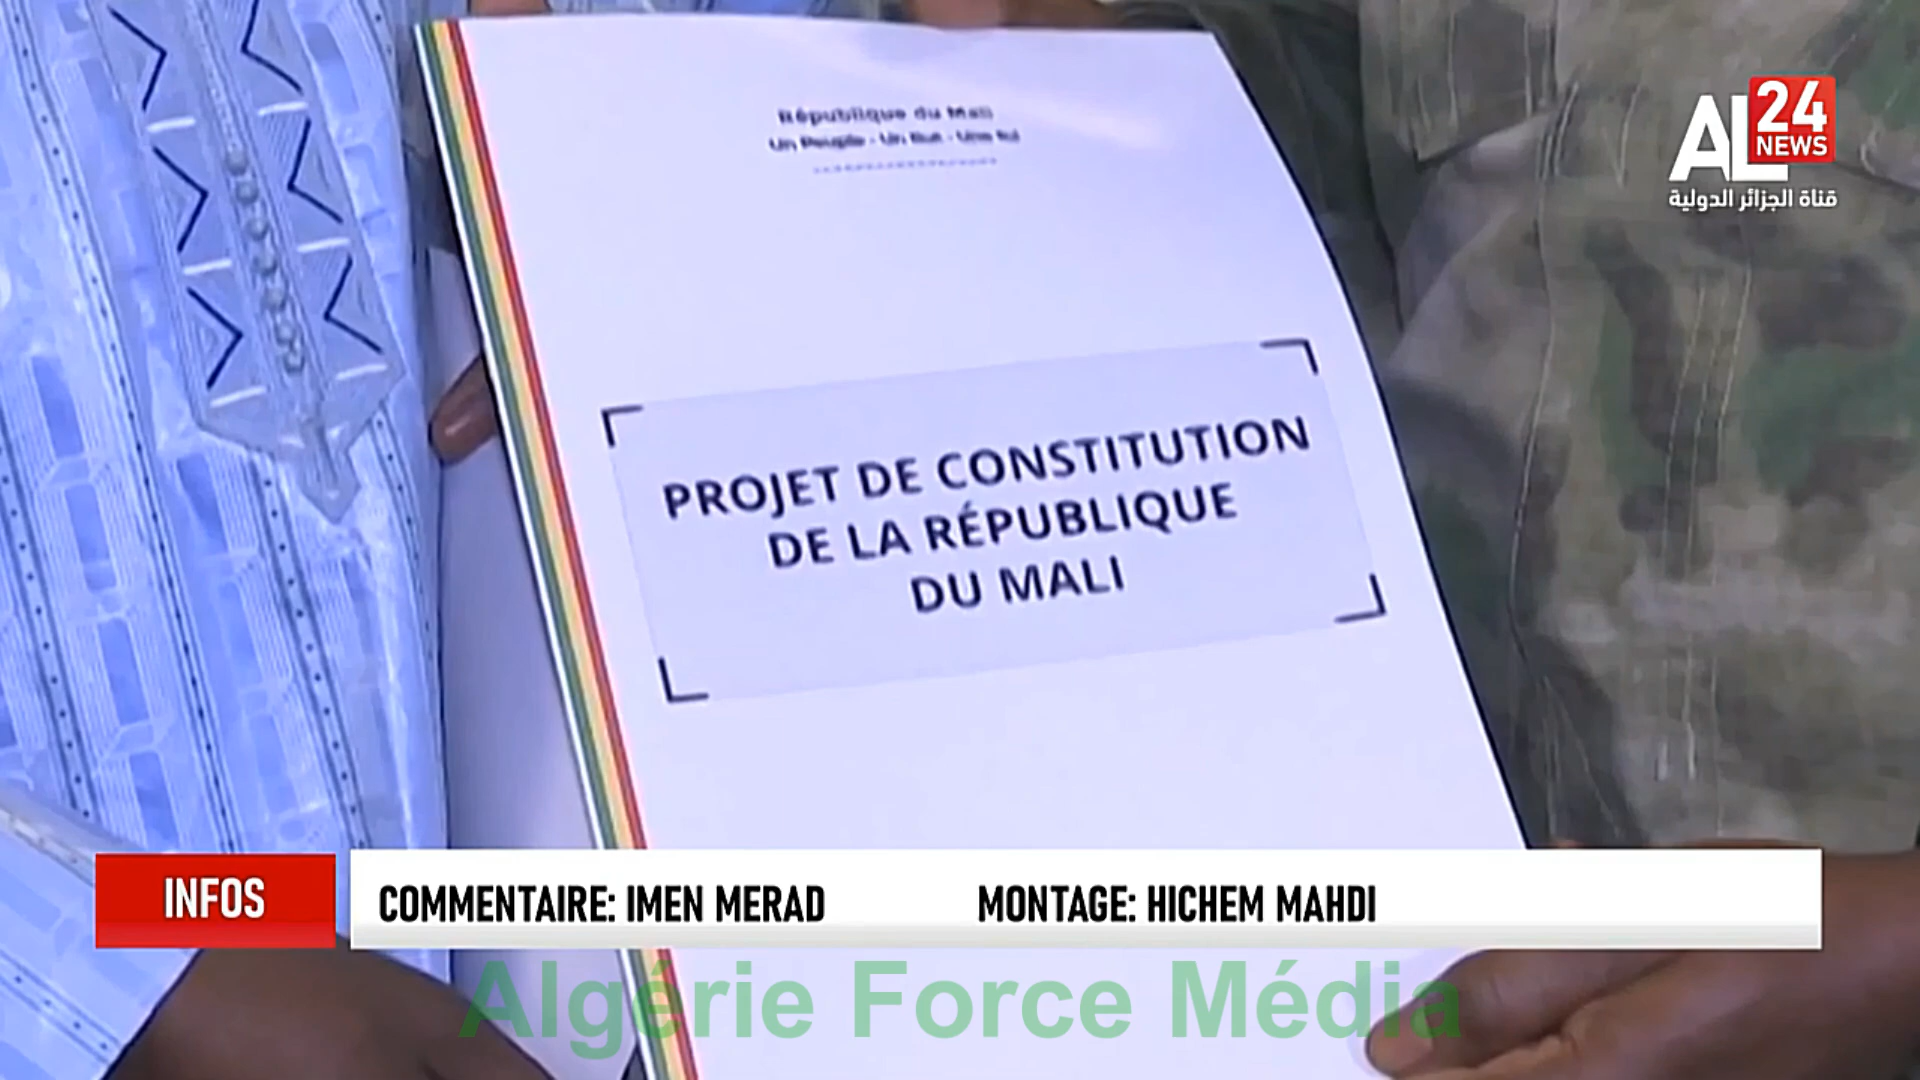 République du Mali
Un Peuple - Un But - Une foi
AL 24 NEWS
قناة الجزائر الدولية
PROJET DE CONSTITUTION
DE LA RÉPUBLIQUE
DU MALI
INFOS
COMMENTAIRE: IMEN MERAD MONTAGE: HICHEM MAHDI
Algérie Force Média